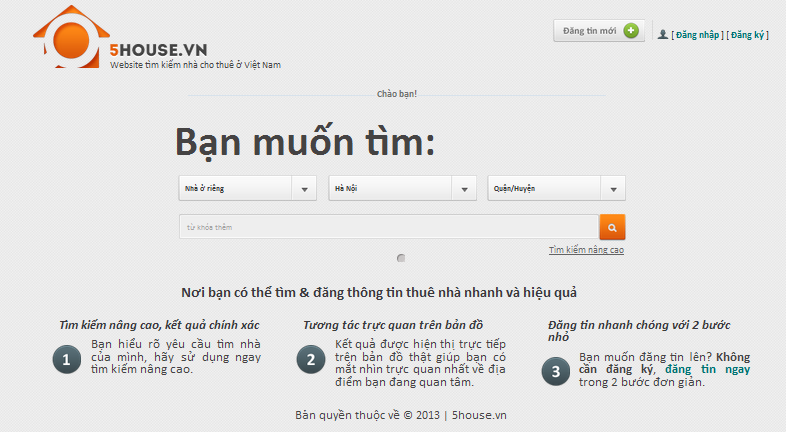 5HOUSE.VN
Website tìm kiếm nhà cho thuê ở Việt Nam
Đăng tin mới
[ Đăng nhập ] [ Đăng ký ]
Chào bạn!
Bạn muốn tìm:
Nhà ở riêng
Hà Nội
Quận/Huyện
từ khóa thêm
Tìm kiếm nâng cao
Nơi bạn có thể tìm & đăng thông tin thuê nhà nhanh và hiệu quả
Tìm kiếm nâng cao, kết quả chính xác
1
Bạn hiểu rõ yêu cầu tìm nhà
của mình, hãy sử dụng ngay
tìm kiếm nâng cao.
Tương tác trực quan trên bản đồ
2
Kết quả được hiện thị trực tiếp
trên bản đồ thật giúp bạn có
mắt nhìn trực quan nhất về địa
điểm bạn đang quan tâm.
Đăng tin nhanh chóng với 2 bước
nhỏ
3
Bạn muốn đăng tin lên? Không
cần đăng ký, đăng tin ngay
trong 2 bước đơn giản.
Bản quyền thuộc về © 2013 | 5house.vn